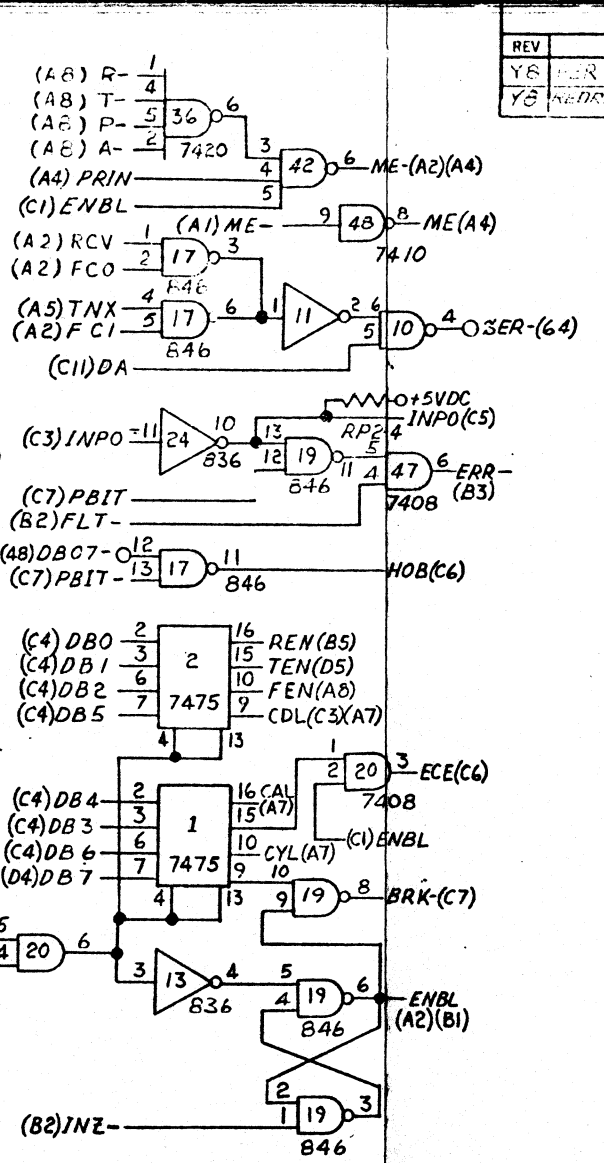 REV
Y8
Y8 REDR
(A8) R- 1
(A8) T- 4
(A8) P- 5
(A8) A- 2
36 6
7420
(A4) PRIN
(C1) ENBL
3
4
5
42 6 ME-(A2)(A4)
(A1) ME- 9 48 8 ME(A4)
7410
(A2) RCV 1
(A2) FCO 2
17 3
846
(A5) TNX 4
(A2) FC1 5
17 6
846
1 11 2 6
5
10 4 SER-(64)
(C11) DA
+5VDC
RP2 4
INPO(C5)
(C3) INPO 11 24 10
836
13
12
19 11
846
5
4
47 6 ERR-
(B3)
7408
(C7) PBIT
(B2) FLT-
(48) DBC7- 12
(C7) PBIT- 13
17 11
846
HOB(C6)
(C4) DB0 2
(C4) DB1 3
(C4) DB2 6
(C4) DB5 7
2
7475
16 REN(B5)
15 TEN(D5)
10 FEN(A8)
9 CDL(C3)(A7)
4 13
(C4) DB4 2
(C4) DB3 3
(C4) DB6 6
(D4) DB7 7
1
7475
16 CAL
(A7)
15
10 CYL(A7)
9
4 13
1
2
20 3 ECE(C6)
7408
(C1) ENBL
10
9
19 8 BRK-(C7)
5
4
20 6
3 13 4
836
5
4
19 6 ENBL
(A2)(B1)
846
2
1
19 3
846
(B2) INZ-